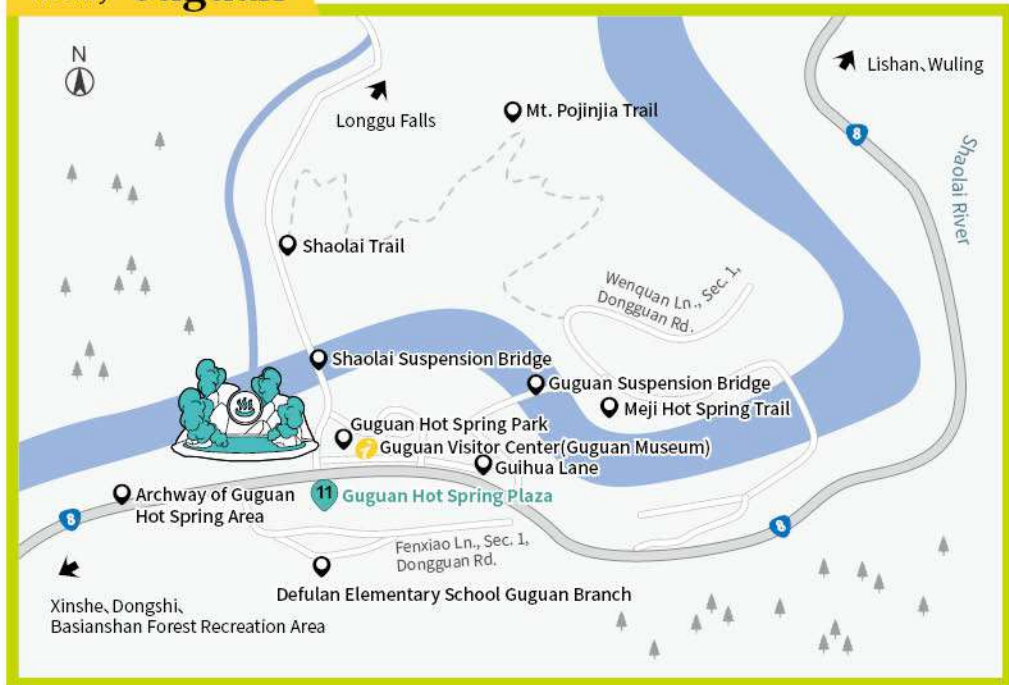 N
Lishan、Wuling
Longgu Falls
Mt. Pojinjia Trail
8
Shaolai River
Shaolai Trail
Wenquan Ln., Sec. 1,
Dongguan Rd.
Shaolai Suspension Bridge
Guguan Suspension Bridge
Meji Hot Spring Trail
Guguan Hot Spring Park
Guguan Visitor Center(Guguan Museum)
Guihua Lane
Archway of Guguan
Hot Spring Area
11 Guguan Hot Spring Plaza
8
8
Fenxiao Ln., Sec. 1,
Dongguan Rd.
Defulan Elementary School Guguan Branch
Xinshe、Dongshi、
Basianshan Forest Recreation Area